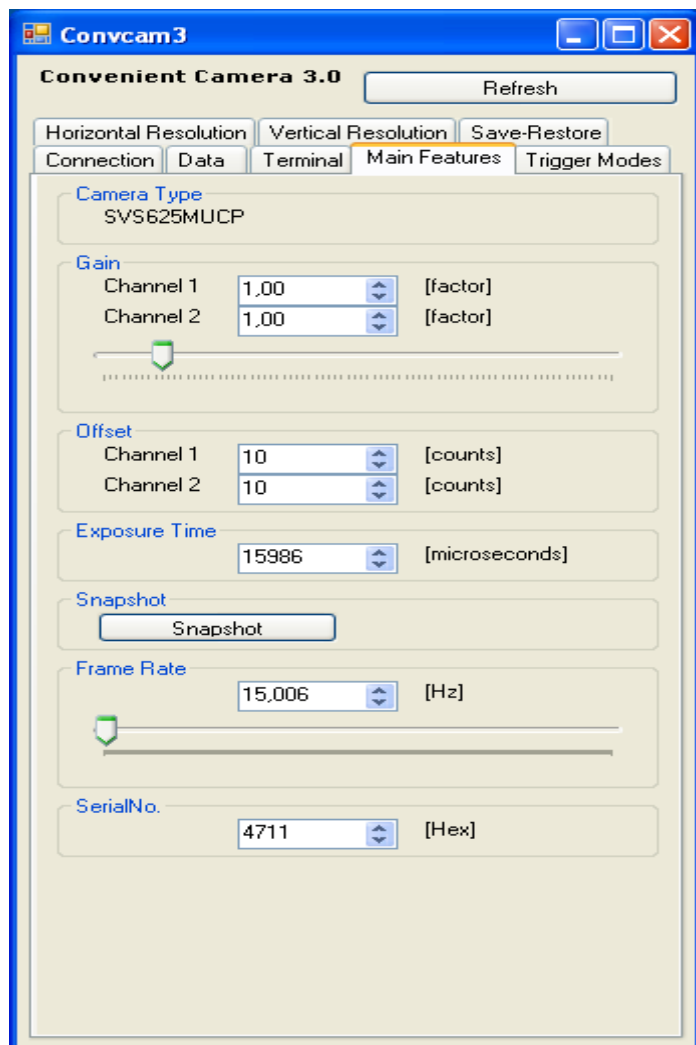 Convcam3
Convenient Camera 3.0 Refresh
Horizontal Resolution Vertical Resolution Save-Restore
Connection Data Terminal Main Features Trigger Modes
Camera Type
SVS625MUCP
Gain
Channel 1 1,00 [factor]
Channel 2 1,00 [factor]
Offset
Channel 1 10 [counts]
Channel 2 10 [counts]
Exposure Time
15986 [microseconds]
Snapshot
Snapshot
Frame Rate
15,006 [Hz]
SerialNo.
4711 [Hex]